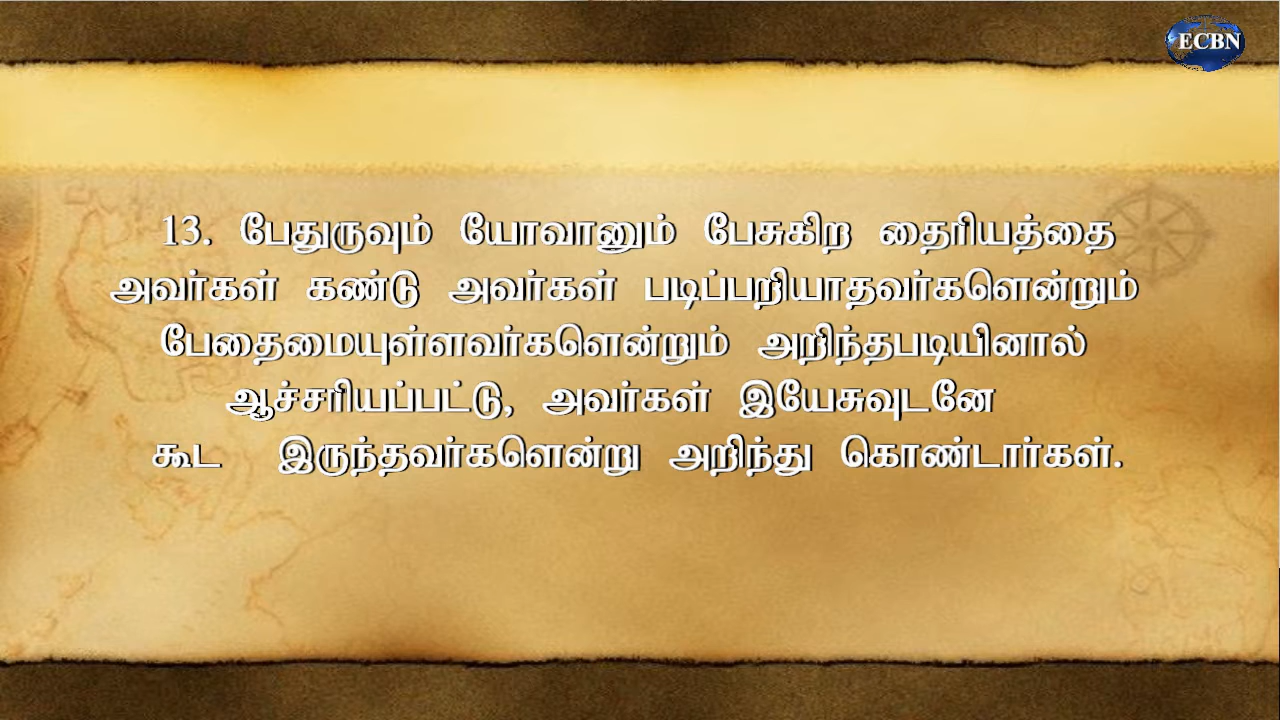 ECBN
13. பேதுருவும் யோவானும் பேசுகிற தைரியத்தை
அவர்கள் கண்டு அவர்கள் படிப்பறியாதவர்களென்றும்
பேதைமையுள்ளவர்களென்றும் அறிந்தபடியினால்
ஆச்சரியப்பட்டு, அவர்கள் இயேசுவுடனே
கூட இருந்தவர்களென்று அறிந்து கொண்டார்கள்.